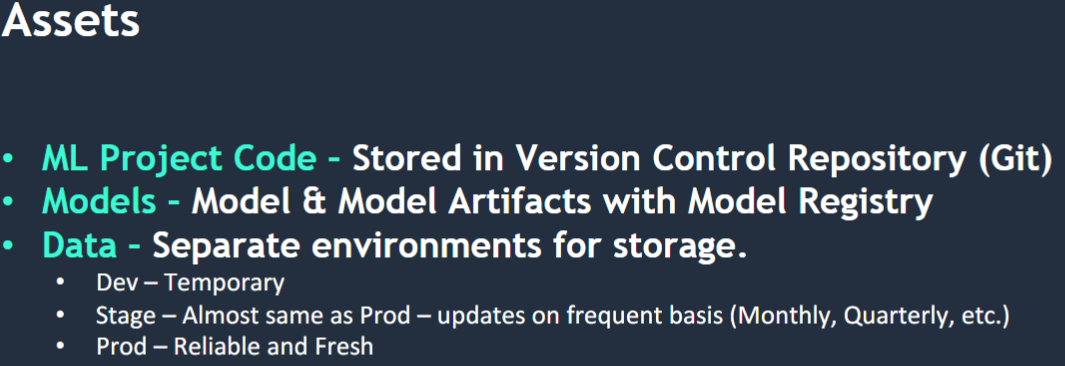 Assets
• ML Project Code – Stored in Version Control Repository (Git)
• Models – Model & Model Artifacts with Model Registry
• Data – Separate environments for storage.
• Dev – Temporary
• Stage – Almost same as Prod – updates on frequent basis (Monthly, Quarterly, etc.)
• Prod – Reliable and Fresh